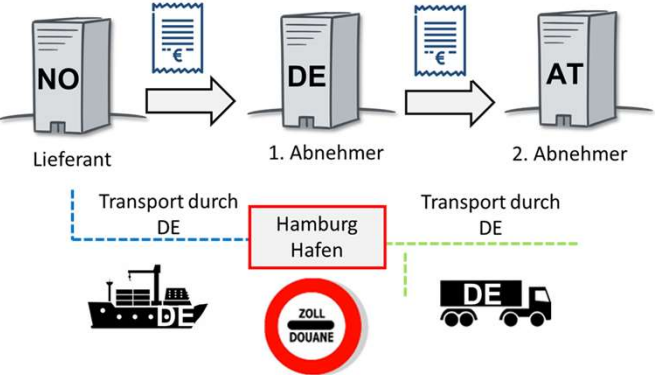 €
€
NO
DE
AT
Lieferant
1. Abnehmer
2. Abnehmer
Transport durch
DE
Hamburg
Hafen
Transport durch
DE
DE
ZOLL
DOUANE
DE